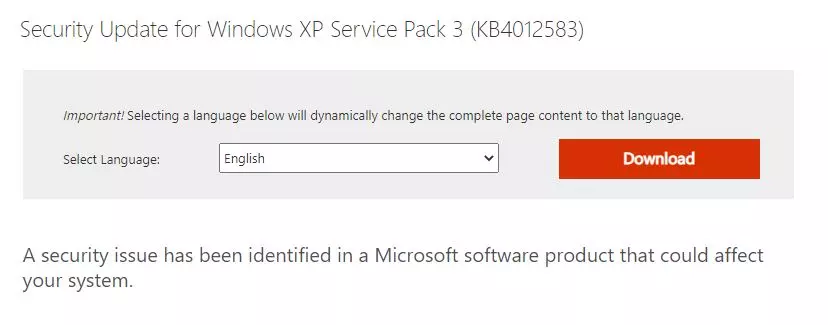 Security Update for Windows XP Service Pack 3 (KB4012583)
Important! Selecting a language below will dynamically change the complete page content to that language.
Select Language:
English
Download
A security issue has been identified in a Microsoft software product that could affect
your system.